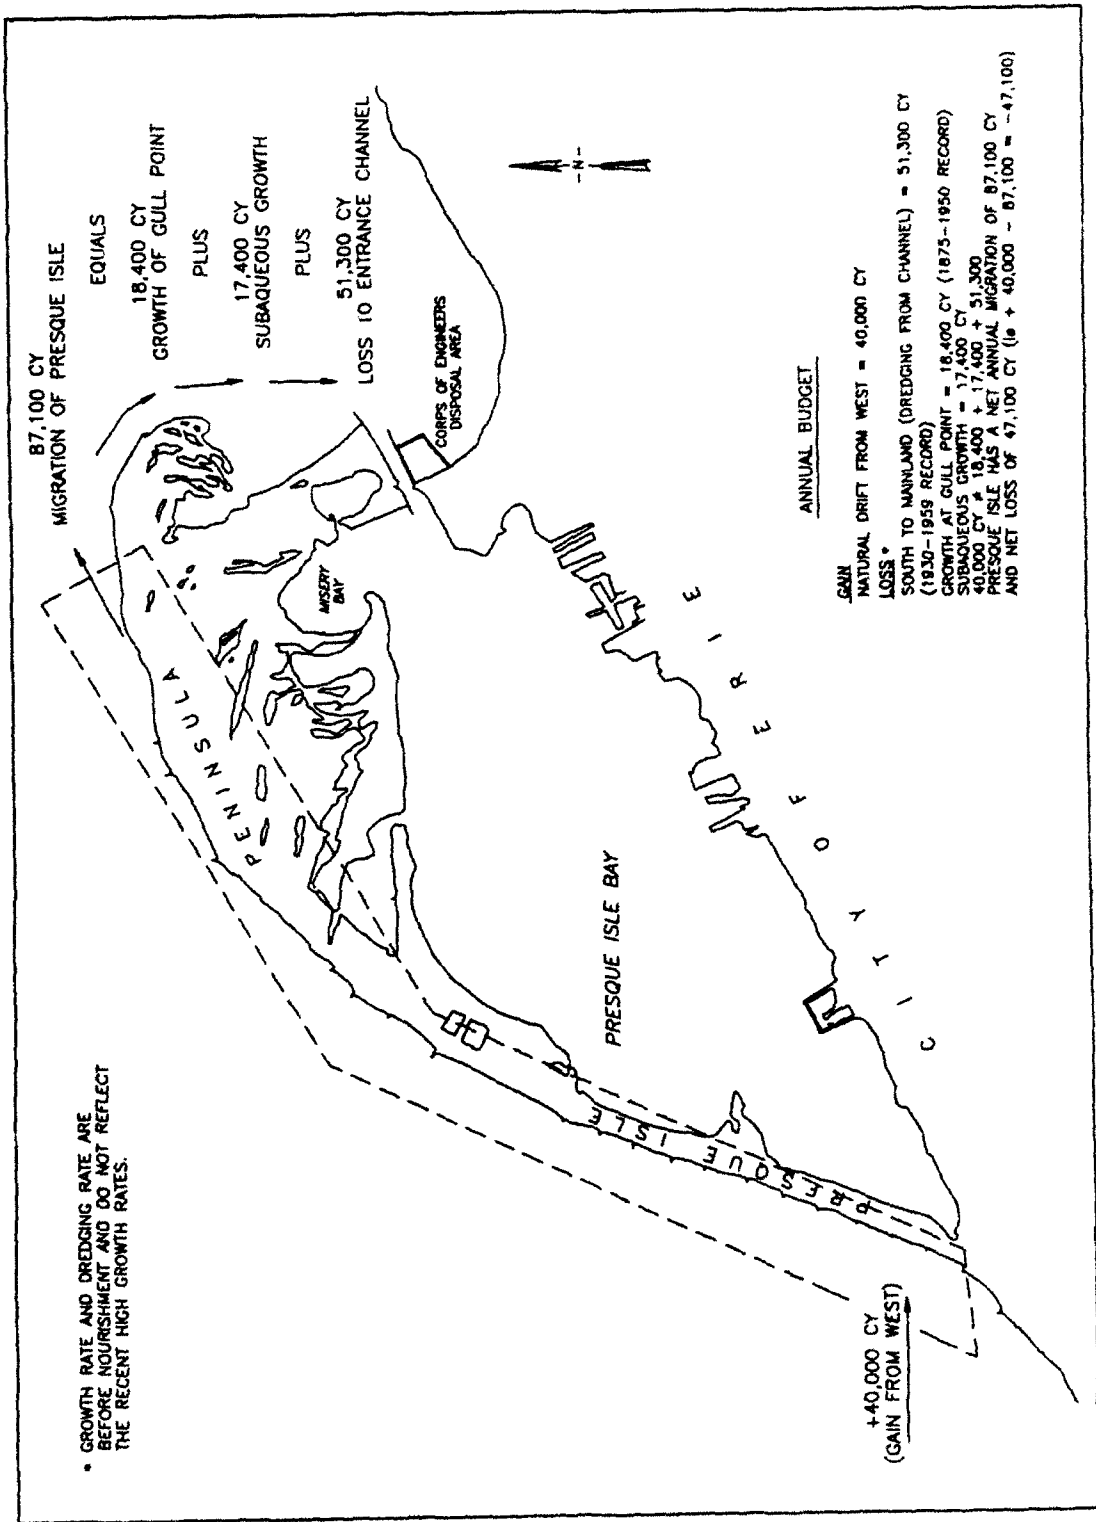 * GROWTH RATE AND DREDGING RATE ARE
BEFORE NOURISHMENT AND DO NOT REFLECT
THE RECENT HIGH GROWTH RATES.
87,100 CY
MIGRATION OF PRESQUE ISLE
EQUALS
18,400 CY
GROWTH OF GULL POINT
PLUS
17,400 CY
SUBAQUEOUS GROWTH
PLUS
51,300 CY
LOSS TO ENTRANCE CHANNEL
CORPS OF ENGINEERS
DISPOSAL AREA
-N-
PENINSULA
MISERY
BAY
PRESQUE ISLE
PRESQUE ISLE BAY
CITY OF ERIE
+40,000 CY
(GAIN FROM WEST)
ANNUAL BUDGET
GAIN
NATURAL DRIFT FROM WEST = 40,000 CY
LOSS *
SOUTH TO MAINLAND (DREDGING FROM CHANNEL) = 51,300 CY
(1930-1959 RECORD)
GROWTH AT GULL POINT = 18,400 CY (1875-1950 RECORD)
SUBAQUEOUS GROWTH = 17,400 CY
40,000 CY ≠ 18,400 + 17,400 + 51,300
PRESQUE ISLE HAS A NET ANNUAL MIGRATION OF 87,100 CY
AND NET LOSS OF 47,100 CY (ie + 40,000 - 87,100 = -47,100)